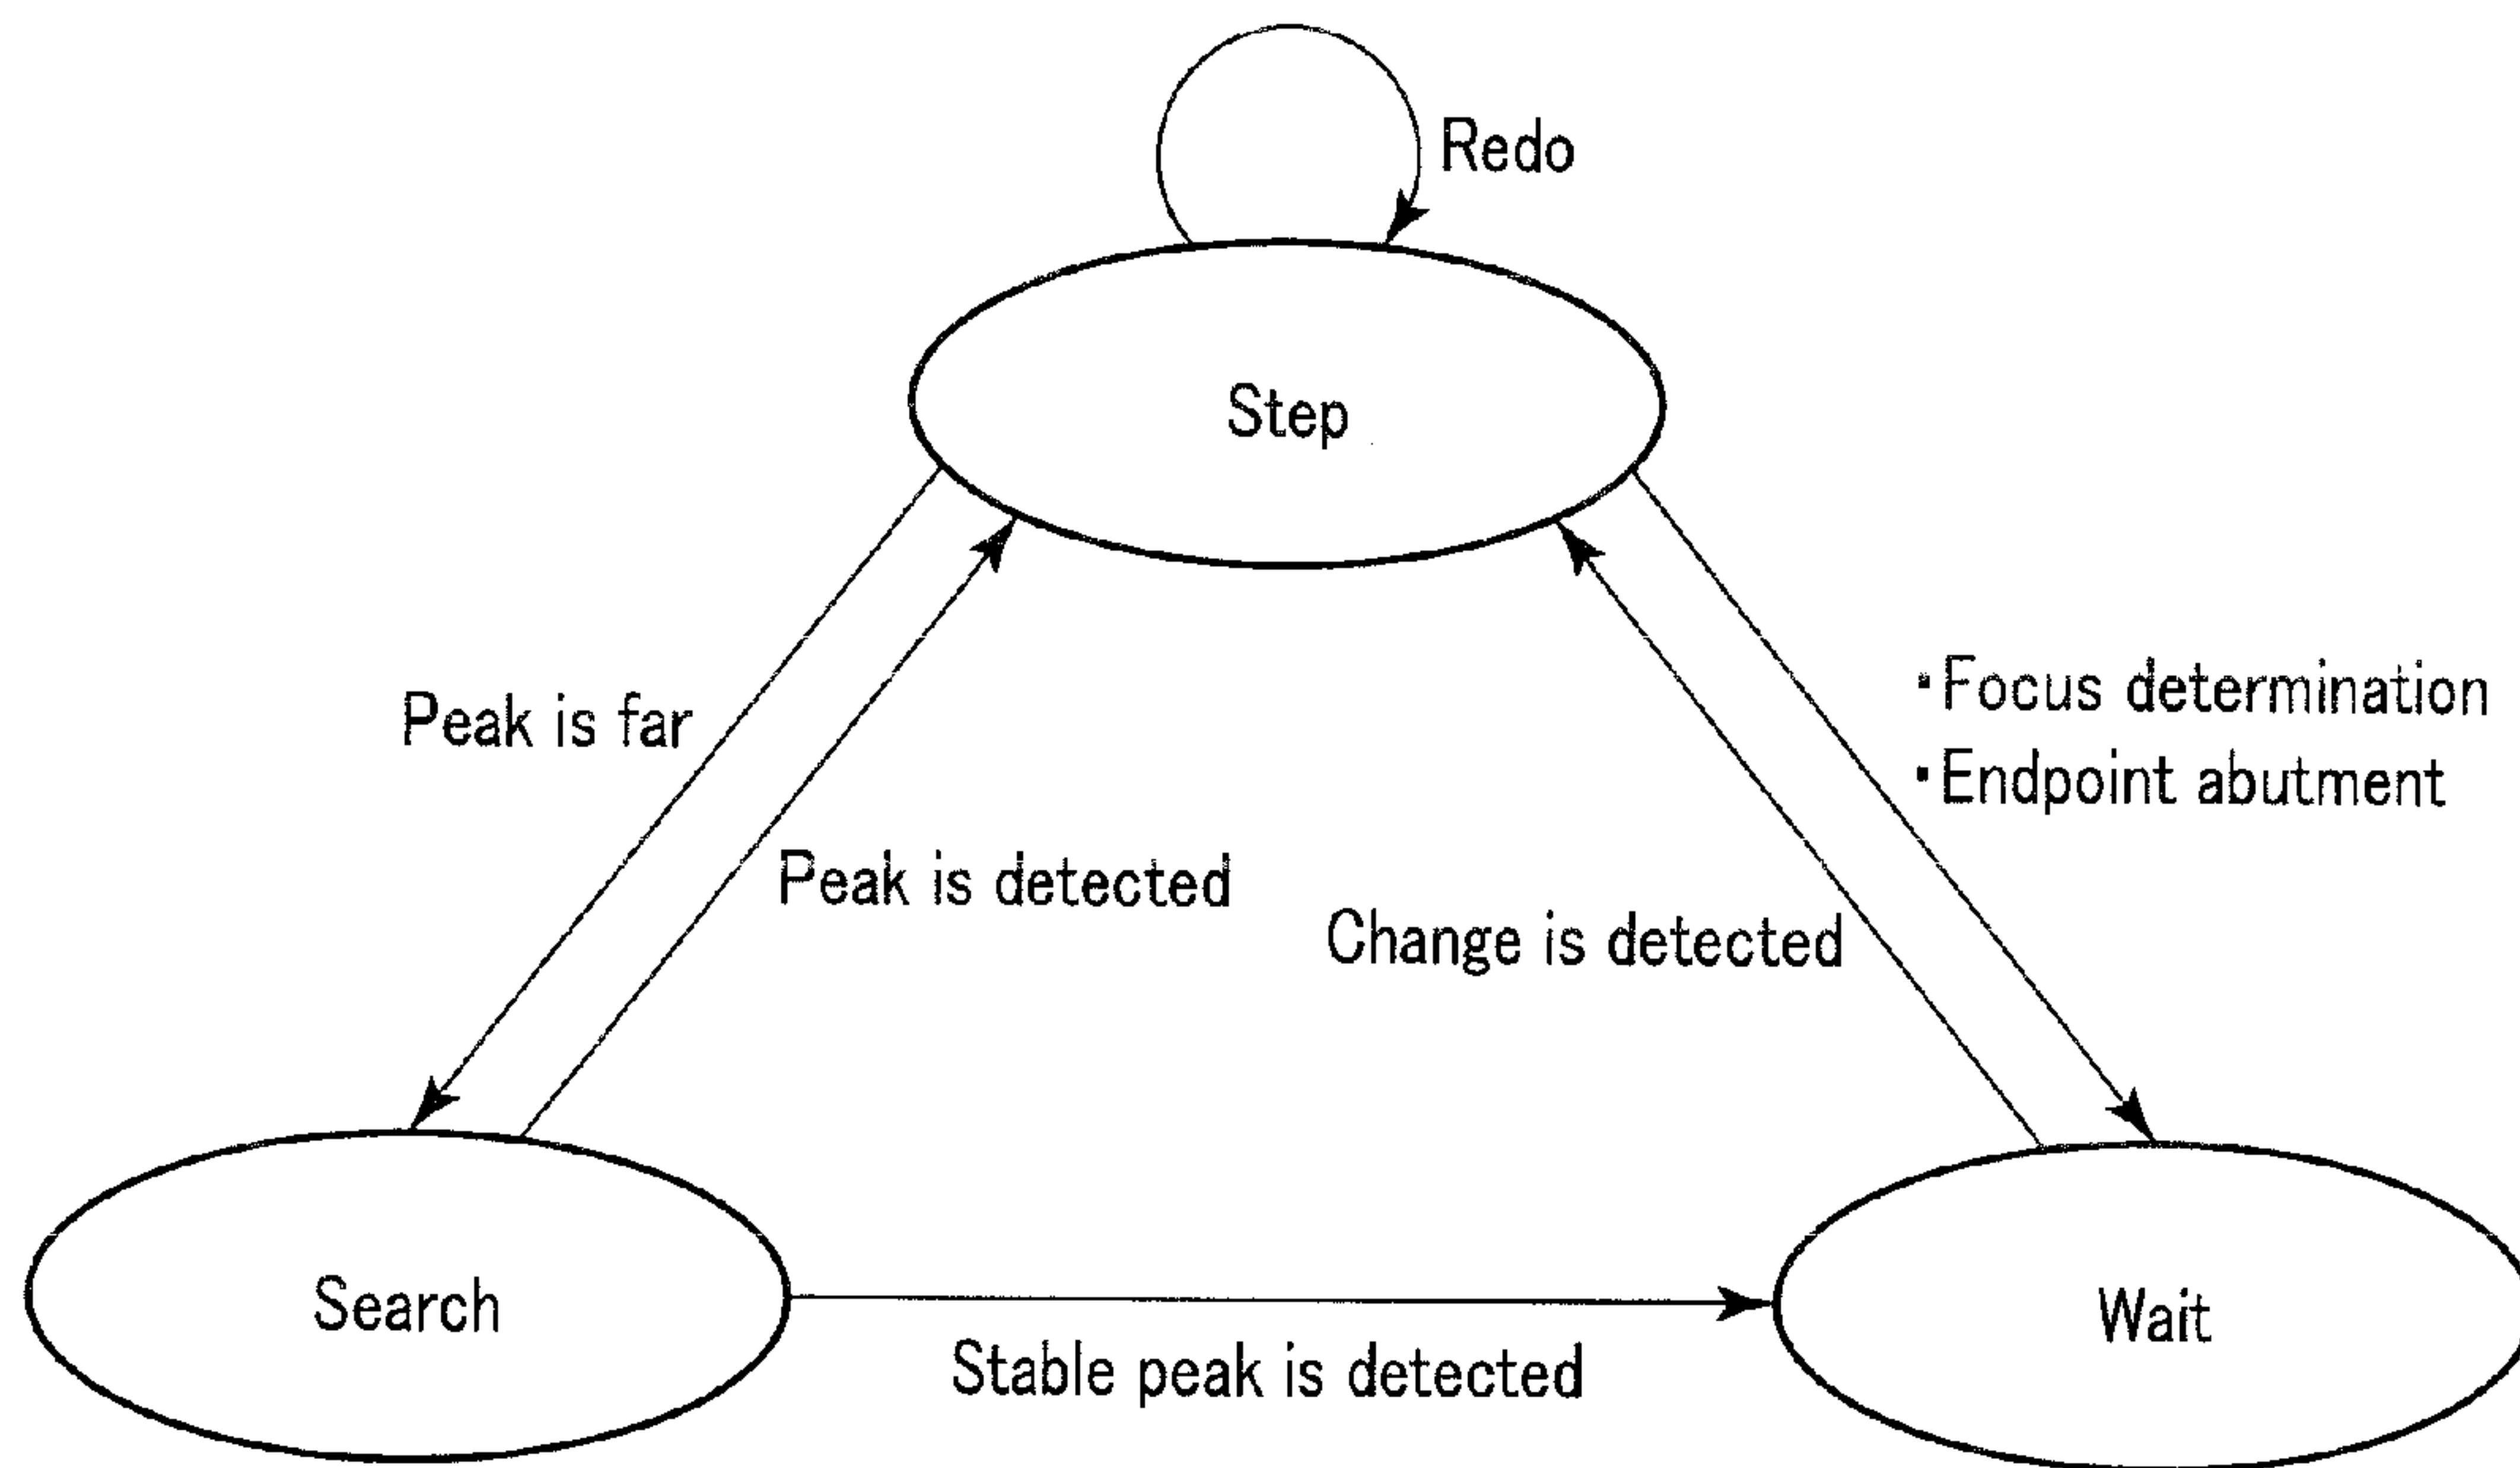 Redo
Step
Peak is far
▪Focus determination
▪Endpoint abutment
Peak is detected
Change is detected
Search
Wait
Stable peak is detected